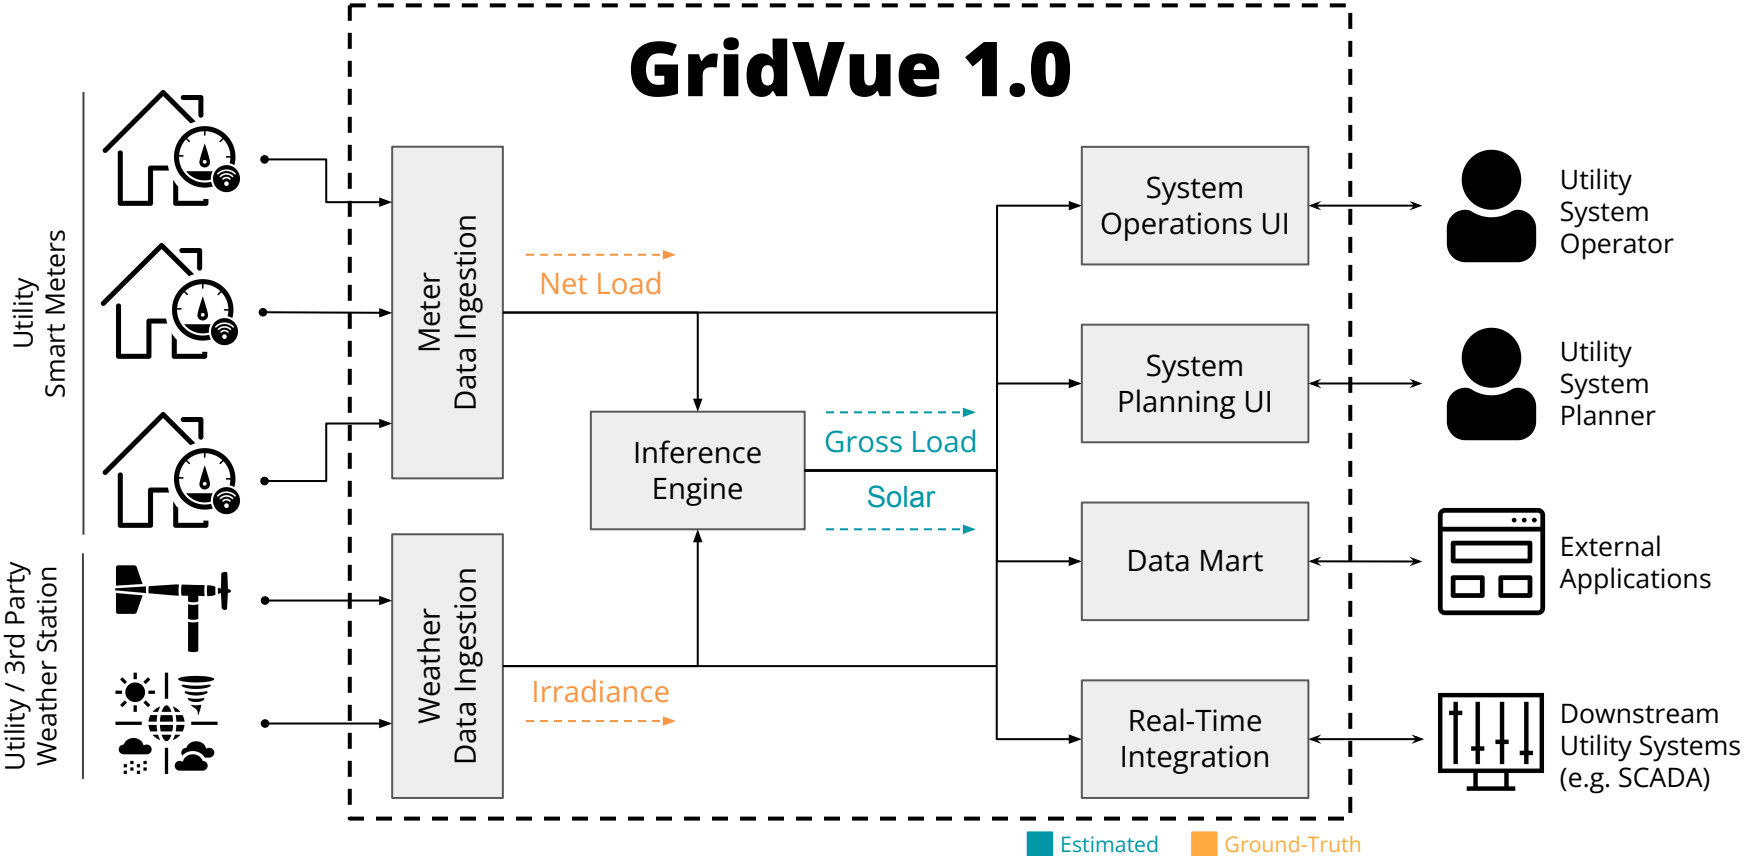 GridVue 1.0
Utility
Smart Meters
Utility / 3rd Party
Weather Station
Meter
Data Ingestion
Weather
Data Ingestion
Net Load
Irradiance
Inference
Engine
Gross Load
Solar
System
Operations UI
System
Planning UI
Data Mart
Real-Time
Integration
Utility
System
Operator
Utility
System
Planner
External
Applications
Downstream
Utility Systems
(e.g. SCADA)
Estimated
Ground-Truth